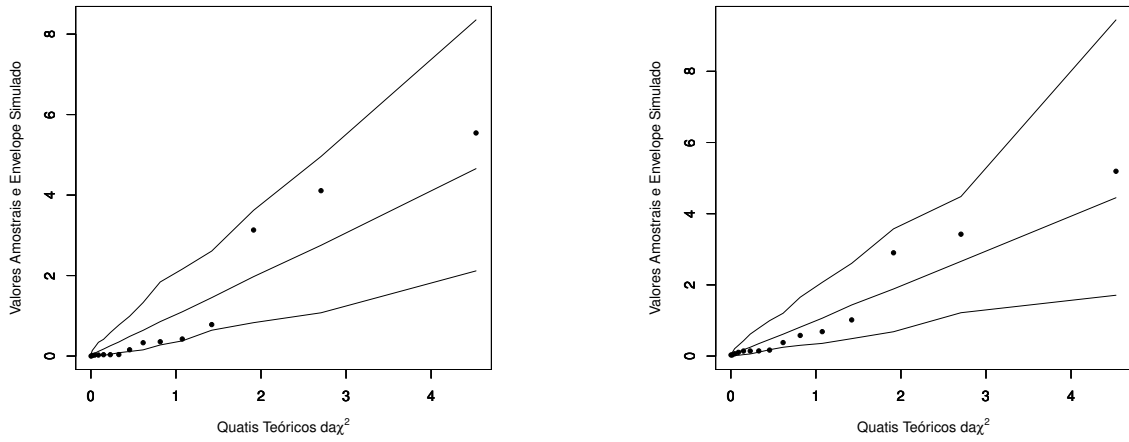 Valores Amostrais e Envelope Simulado
8
6
4
2
0
0 1 2 3 4
Quatis Teóricos daχ²
Valores Amostrais e Envelope Simulado
8
6
4
2
0
0 1 2 3 4
Quatis Teóricos daχ²